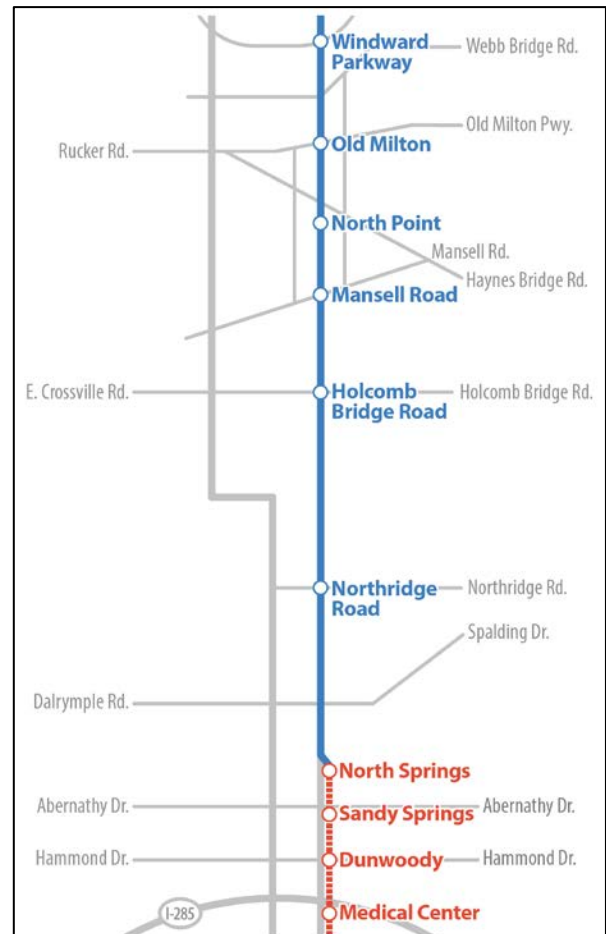 Windward
Parkway
Webb Bridge Rd.
Old Milton Pwy.
Rucker Rd.
Old Milton
North Point
Mansell Rd.
Haynes Bridge Rd.
Mansell Road
E. Crossville Rd.
Holcomb
Bridge Road
Holcomb Bridge Rd.
Northridge
Road
Northridge Rd.
Spalding Dr.
Dalrymple Rd.
North Springs
Abernathy Dr.
Abernathy Dr.
Sandy Springs
Hammond Dr.
Dunwoody
Hammond Dr.
I-285
Medical Center